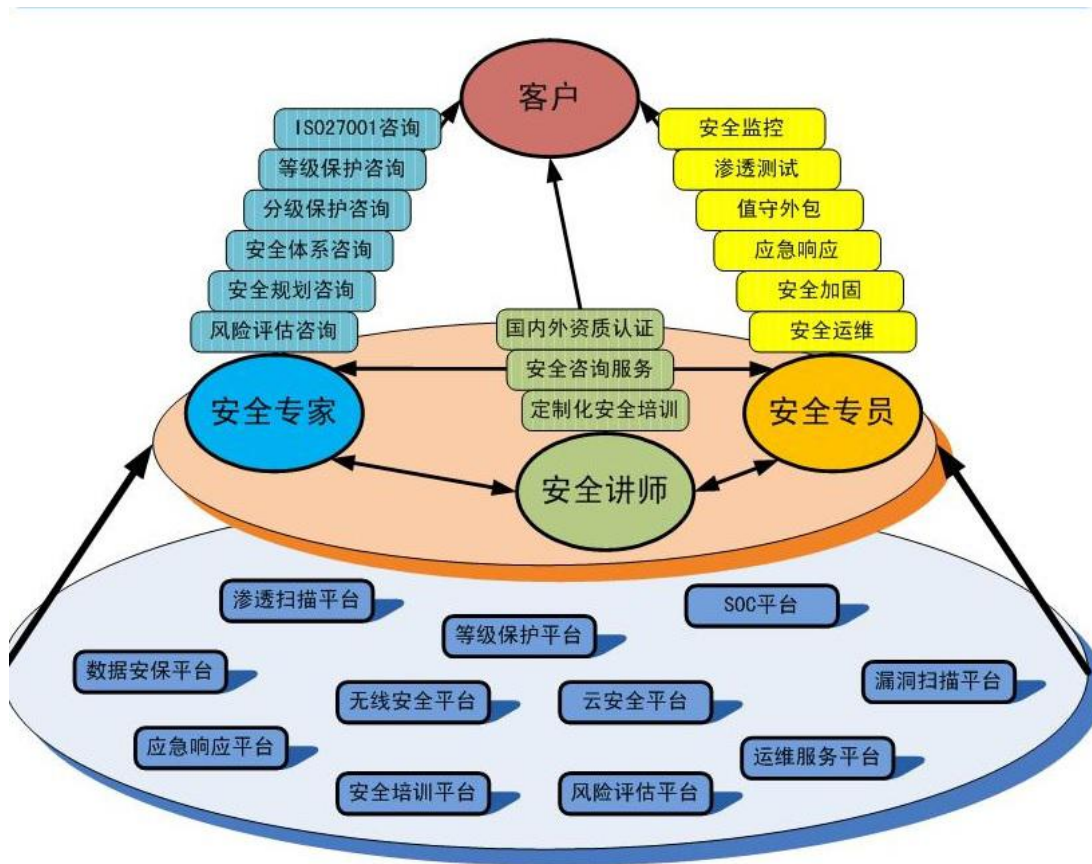 客户
ISO27001咨询
等级保护咨询
分级保护咨询
安全体系咨询
安全规划咨询
风险评估咨询
安全监控
渗透测试
值守外包
应急响应
安全加固
安全运维
国内外资质认证
安全咨询服务
定制化安全培训
安全专家
安全专员
安全讲师
渗透扫描平台
SOC平台
等级保护平台
数据安保平台
漏洞扫描平台
无线安全平台
云安全平台
应急响应平台
运维服务平台
安全培训平台
风险评估平台